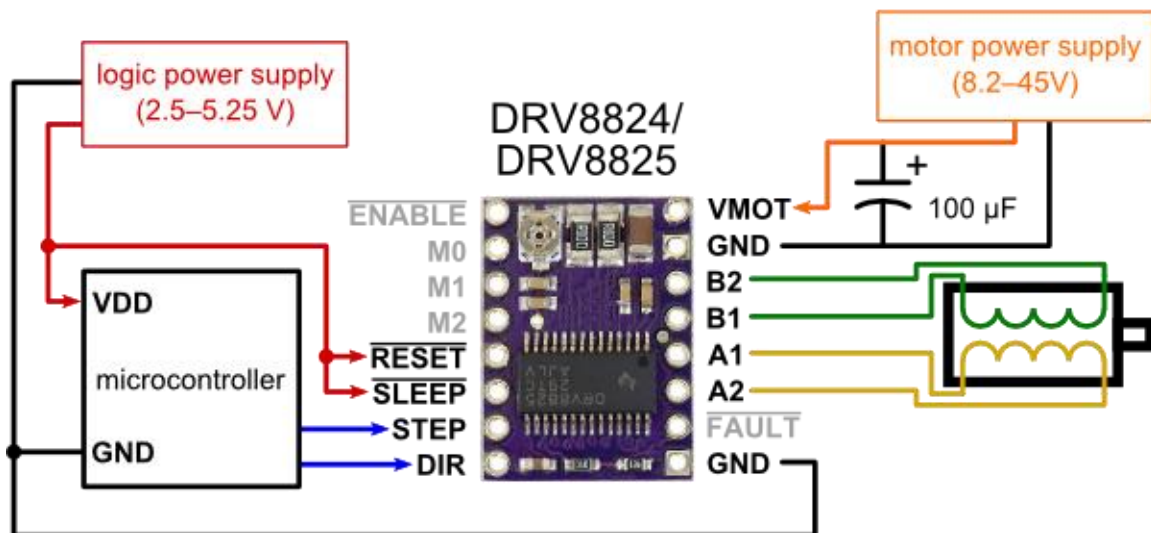 logic power supply
(2.5–5.25 V)
motor power supply
(8.2–45V)
DRV8824/
DRV8825
+
100 µF
ENABLE
M0
M1
M2
RESET
SLEEP
STEP
DIR
VMOT
GND
B2
B1
A1
A2
FAULT
GND
VDD
microcontroller
GND
DRV8825